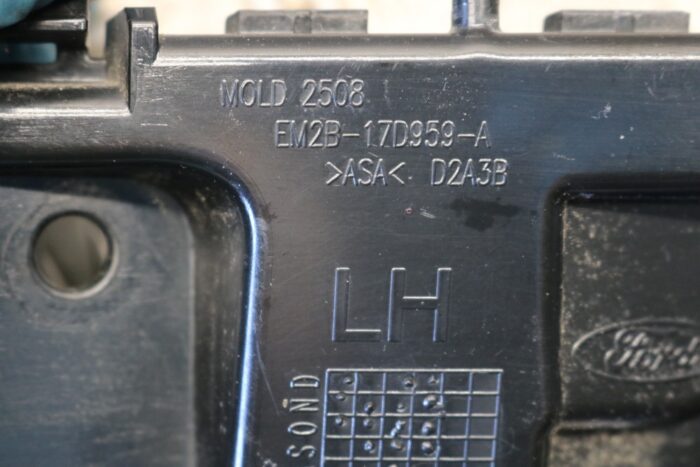 MOLD 2508
EM2B-17D959-A
>ASA< D2A3B
LH
Ford
SOND